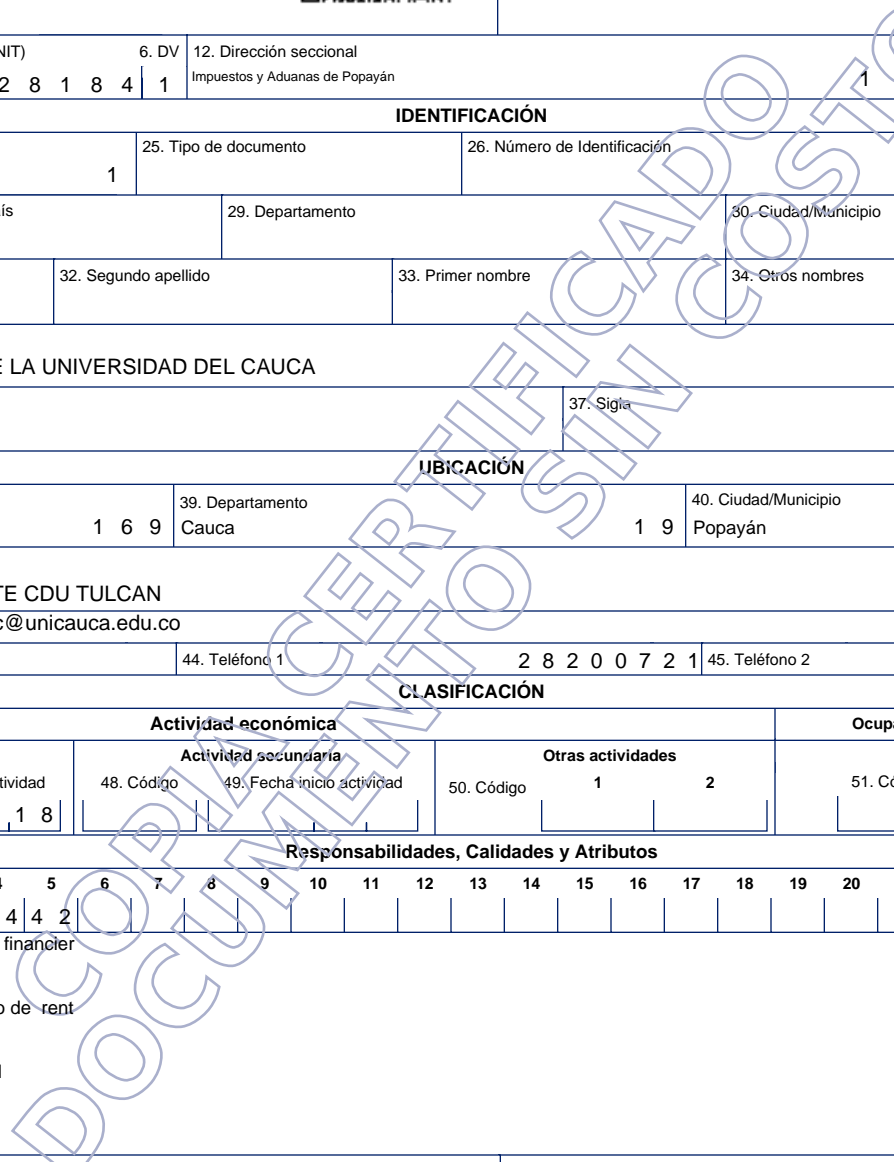 NIT) 6. DV 12. Dirección seccional
2 8 1 8 4 1 Impuestos y Aduanas de Popayán 1
IDENTIFICACIÓN
25. Tipo de documento 26. Número de Identificación
1
ís 29. Departamento 30. Ciudad/Municipio
32. Segundo apellido 33. Primer nombre 34. Otros nombres
E LA UNIVERSIDAD DEL CAUCA
37. Sigla
UBICACIÓN
39. Departamento 40. Ciudad/Municipio
1 6 9 Cauca 1 9 Popayán
TE CDU TULCAN
c@unicauca.edu.co
44. Teléfono 1 2 8 2 0 0 7 2 1 45. Teléfono 2
CLASIFICACIÓN
Actividad económica Ocupa
Actividad secundaria Otras actividades
tividad 48. Código 49. Fecha inicio actividad 50. Código 1 2 51. Có
1 8
Responsabilidades, Calidades y Atributos
4 5 6 7 8 9 10 11 12 13 14 15 16 17 18 19 20
4 4 2
financier
o de rent
COPIA CERTIFICADO
DOCUMENTO SIN COSTO